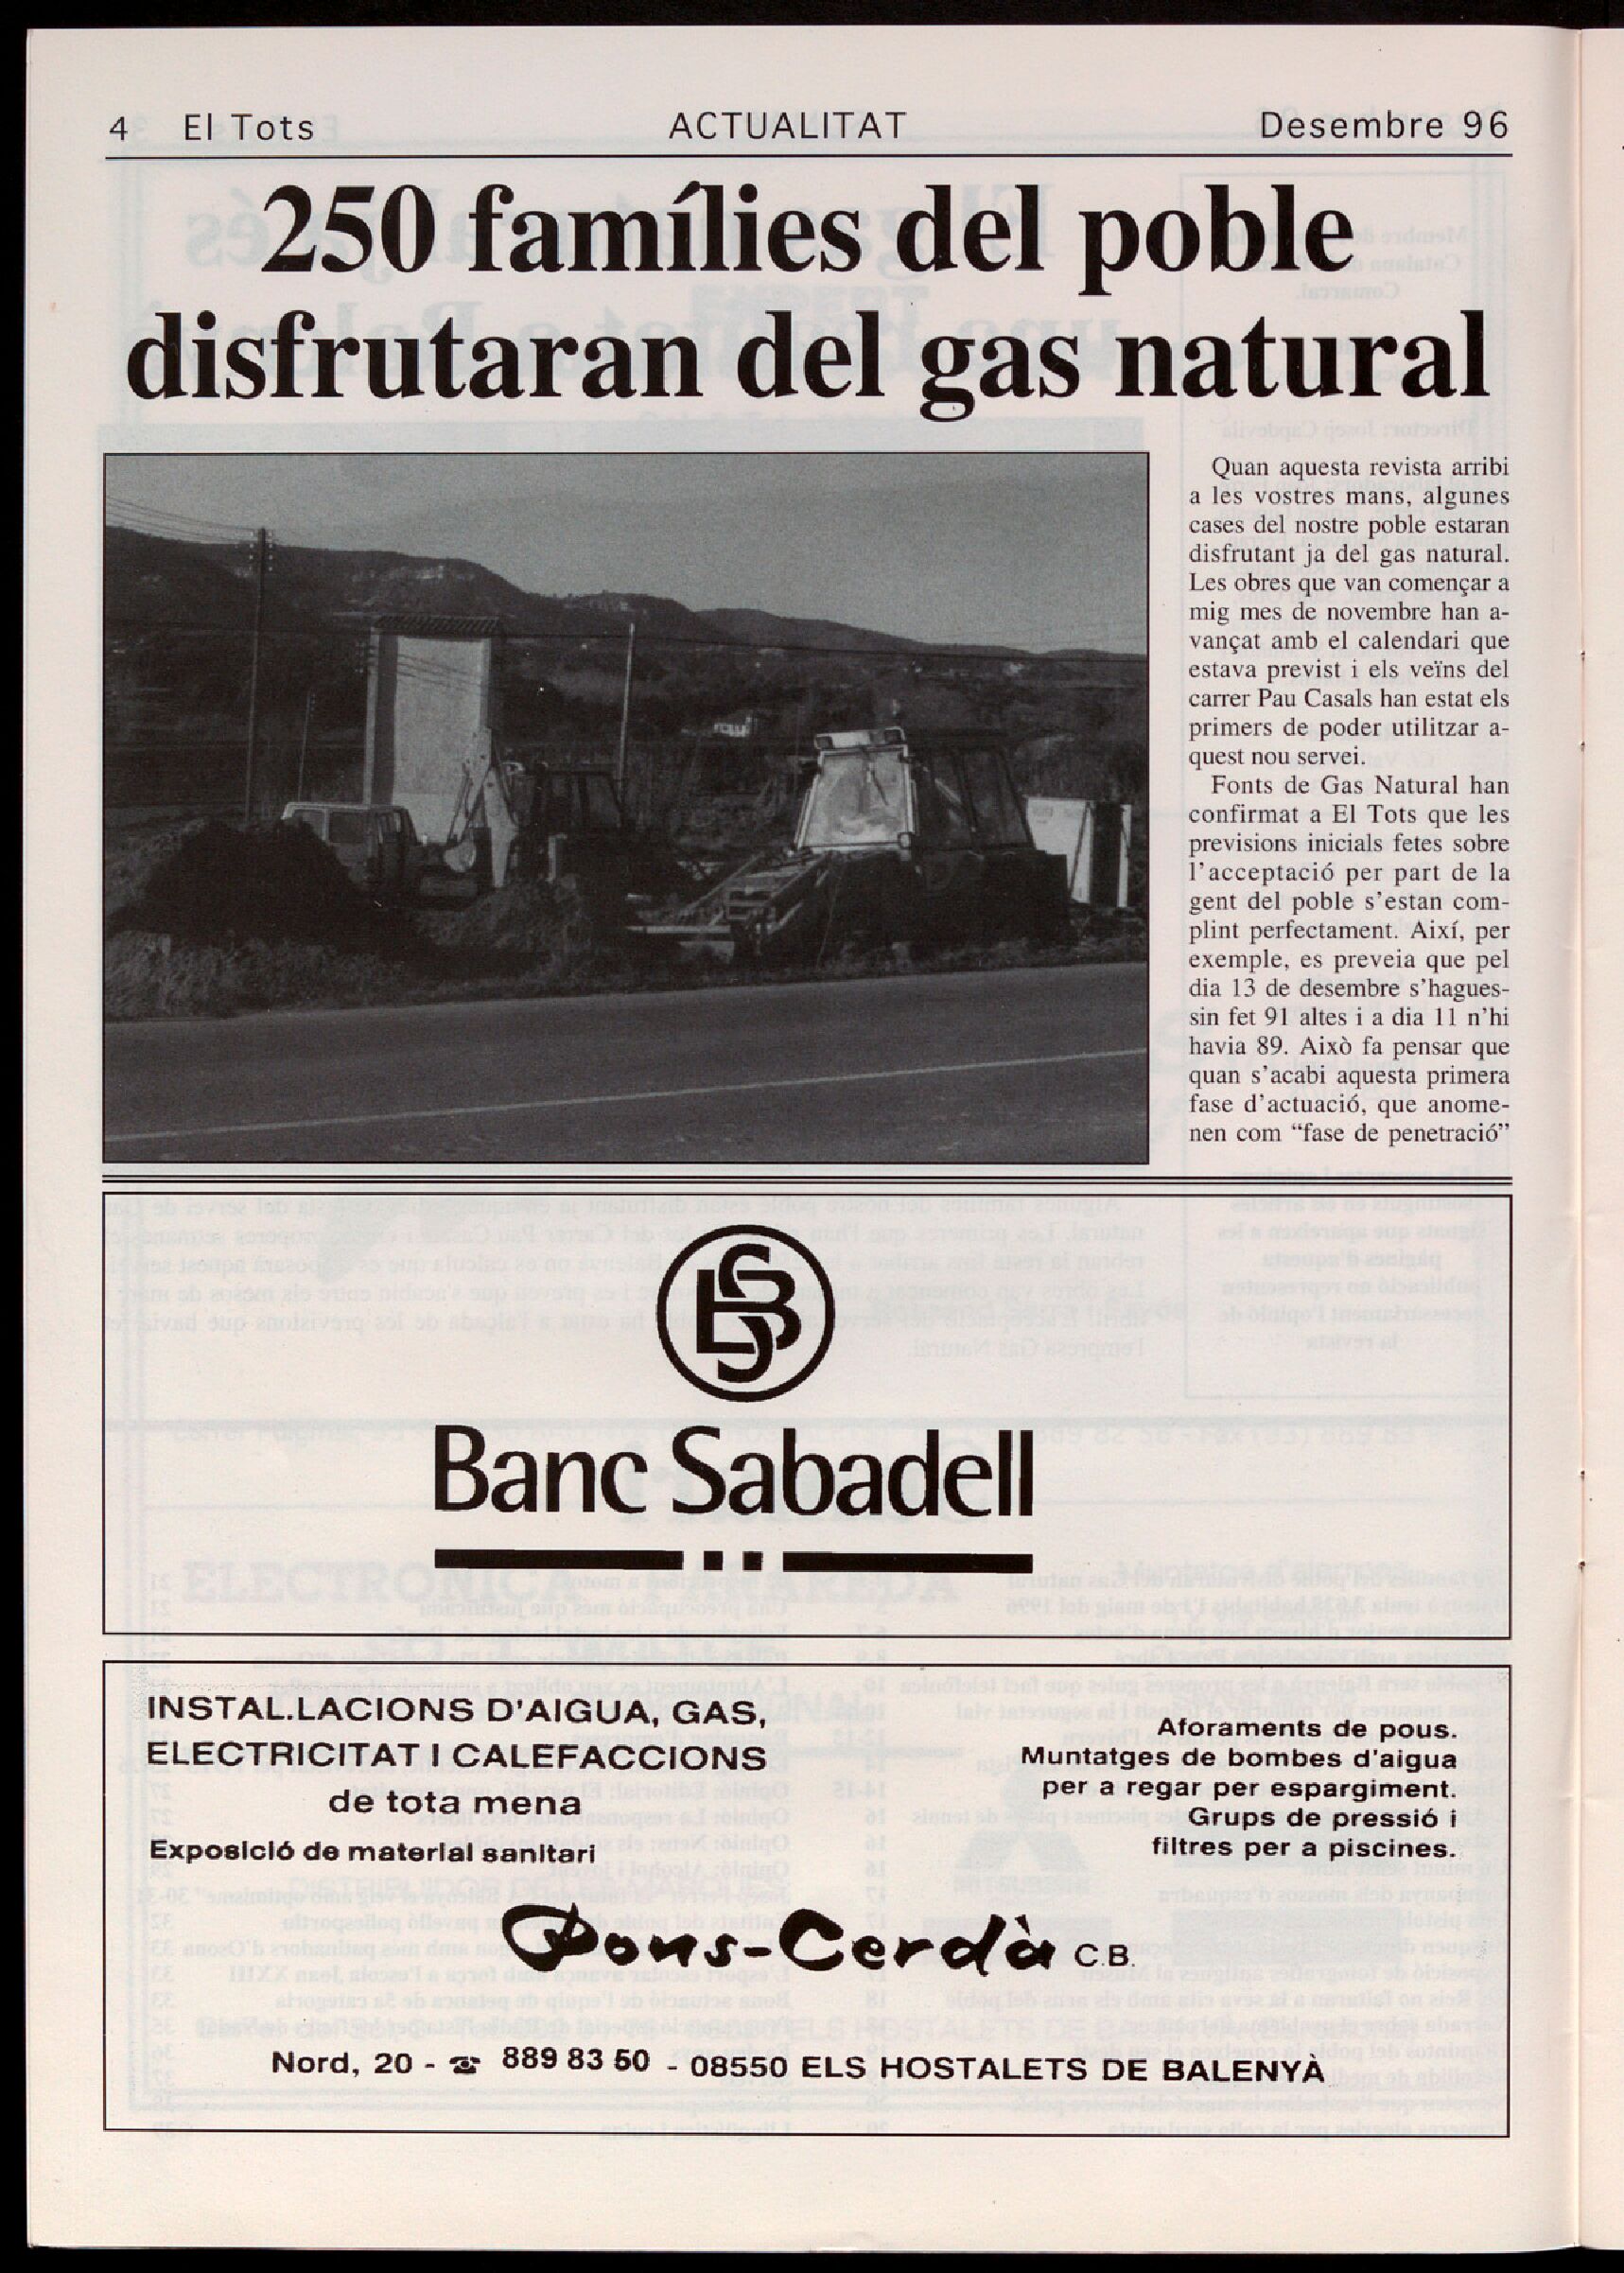 4 El Tots ACTUALITAT Desembre 96
250 famílies del poble
disfrutaran del gas natural
Quan aquesta revista arribi
a les vostres mans, algunes
cases del nostre poble estaran
disfrutant ja del gas natural.
Les obres que van començar a
mig mes de novembre han a-
vançat amb el calendari que
estava previst i els veïns del
carrer Pau Casals han estat els
primers de poder utilitzar a-
quest nou servei.
Fonts de Gas Natural han
confirmat a El Tots que les
previsions inicials fetes sobre
l'acceptació per part de la
gent del poble s'estan com-
plint perfectament. Així, per
exemple, es preveia que pel
dia 13 de desembre s'hagues-
sin fet 91 altes i a dia 11 n'hi
havia 89. Això fa pensar que
quan s'acabi aquesta primera
fase d'actuació, que anome-
nen com “fase de penetració”
BS
Banc Sabadell
INSTAL.LACIONS D'AIGUA, GAS,
ELECTRICITAT I CALEFACCIONS
de tota mena
Exposició de material sanitari
Aforaments de pous.
Muntatges de bombes d'aigua
per a regar per espargiment.
Grups de pressió i
filtres per a piscines.
Pons-Cerdà C.B.
Nord, 20 - ☎ 889 83 50 - 08550 ELS HOSTALETS DE BALENYÀ